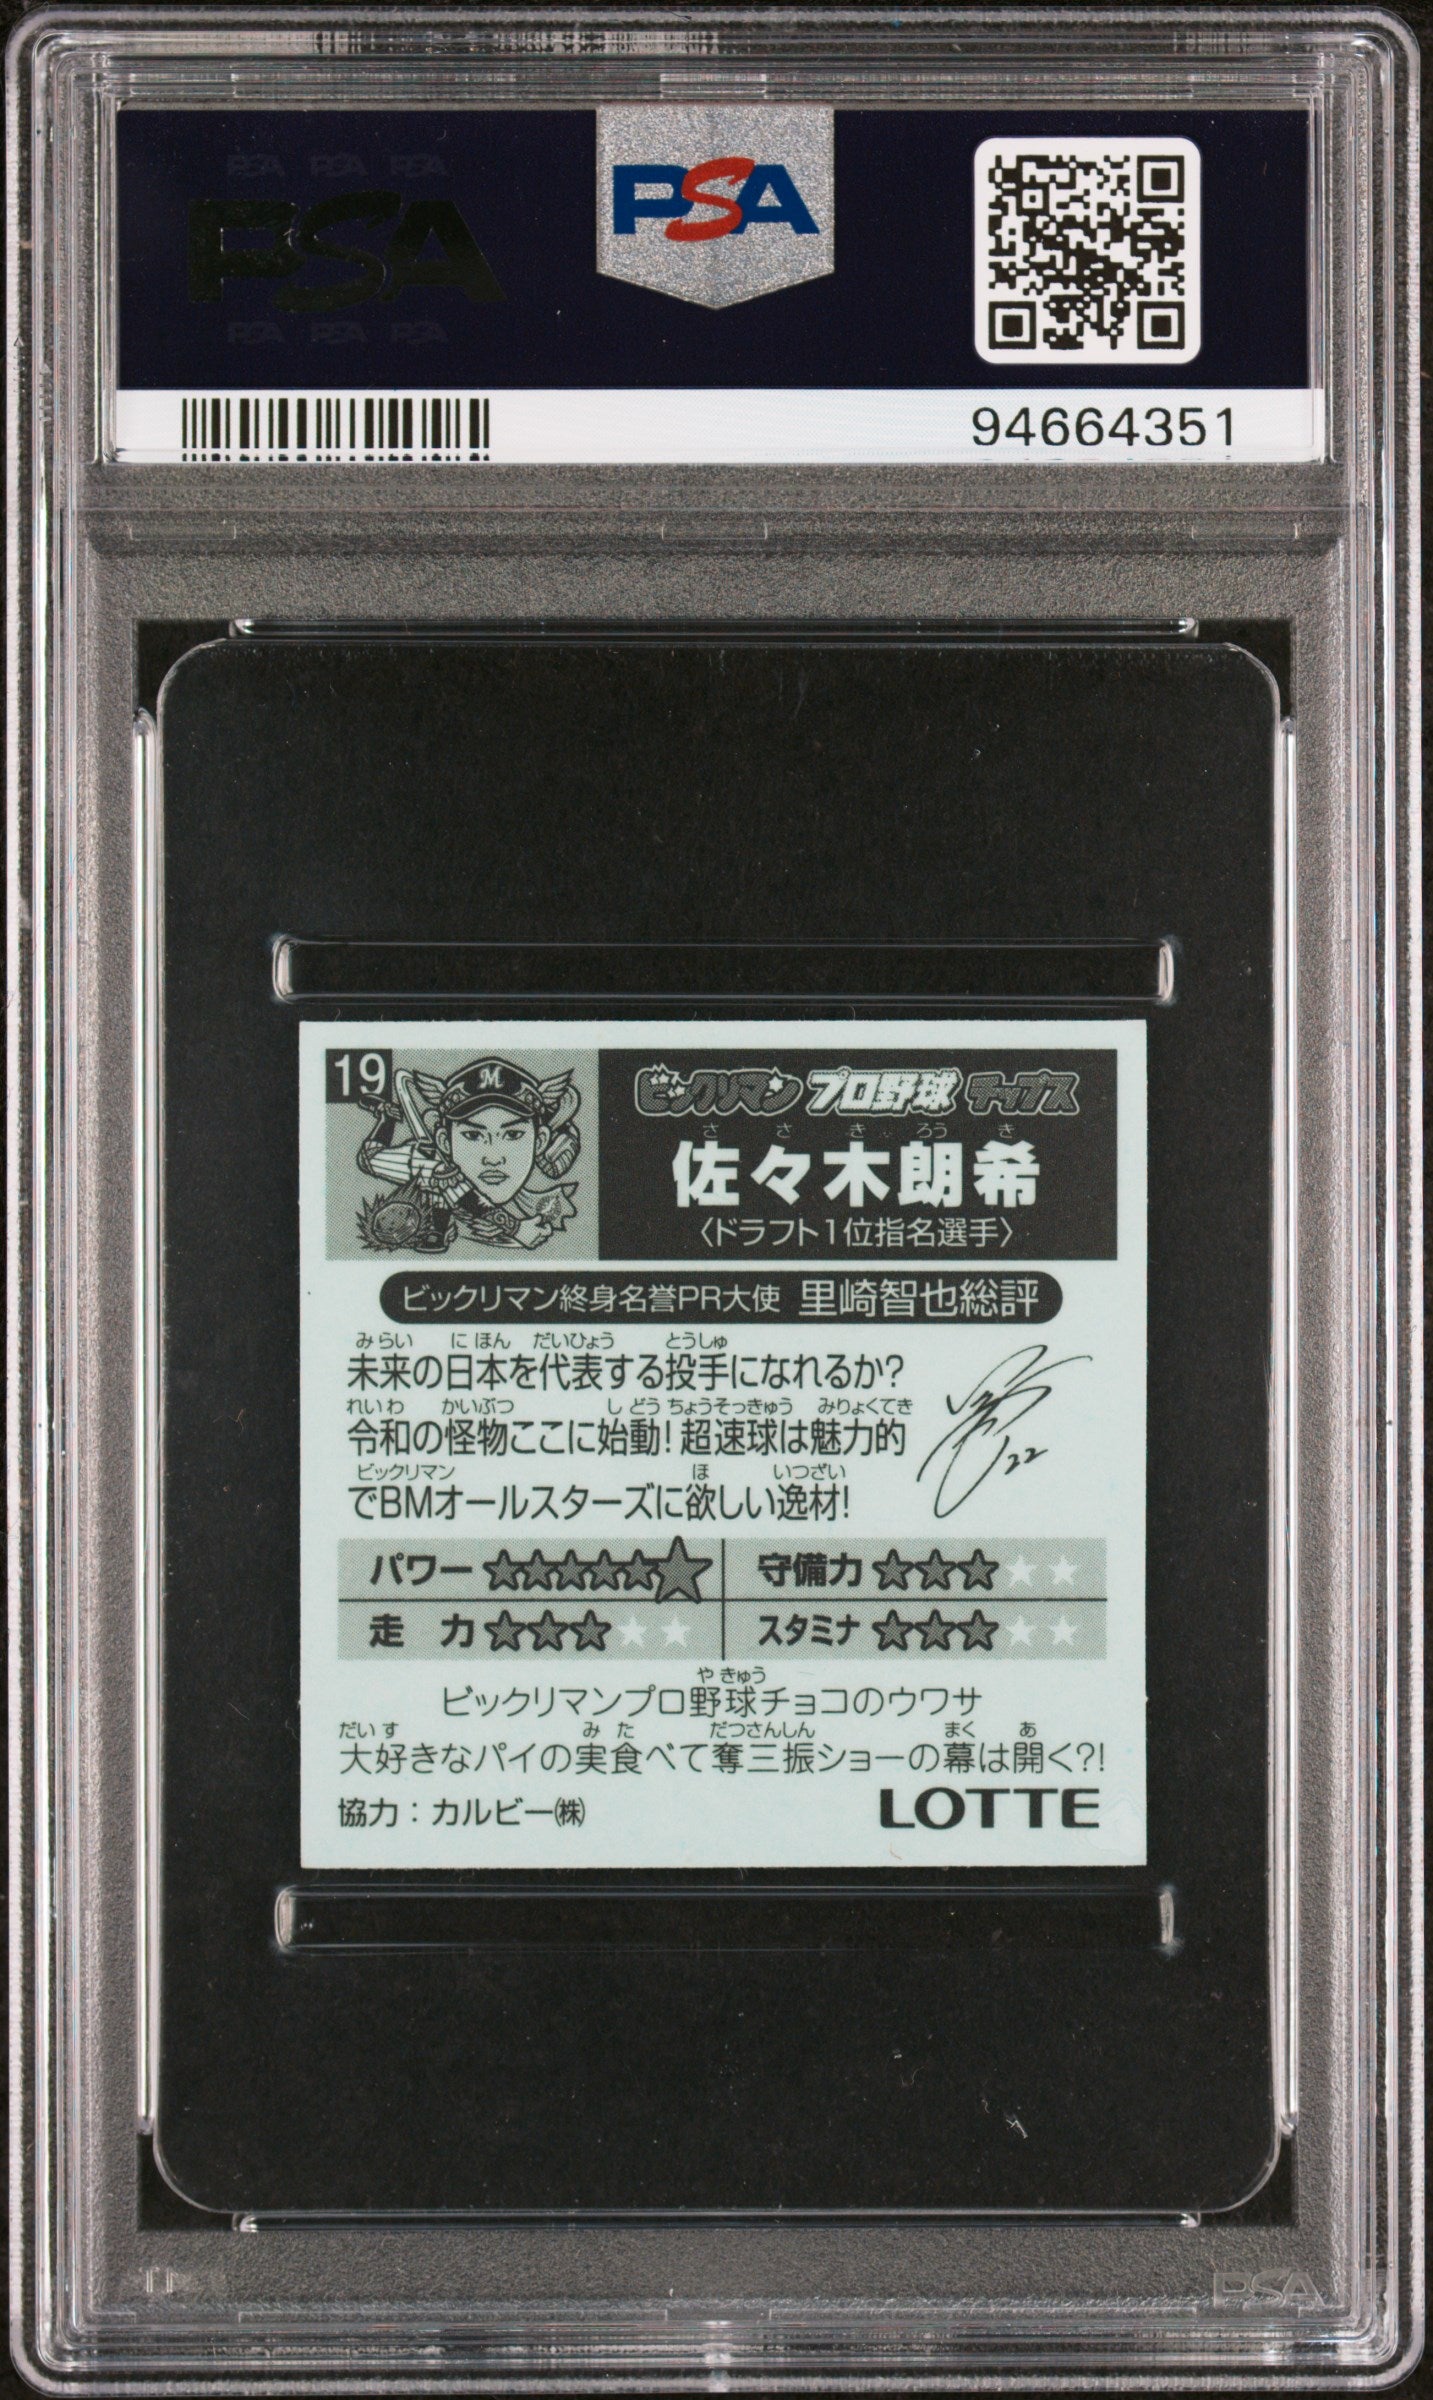 PSA PSA PSA
PSA
PSA PSA PSA
PSA
94664351
19
M
ビックリマン プロ野球 チップス
さ さ き ろう き
佐々木朗希
〈ドラフト1位指名選手〉
ビックリマン終身名誉PR大使 里崎智也総評
みらい にほん だいひょう とうしゅ
未来の日本を代表する投手になれるか?
れいわ かいぶつ しどう ちょうそっきゅう みりょくてき
令和の怪物ここに始動!超速球は魅力的
ビックリマン ほ いつざい
でBMオールスターズに欲しい逸材!
22
パワー ★★★★★★ 守備力 ★★★★★
走 力 ★★★★★ スタミナ ★★★★★
やきゅう
ビックリマンプロ野球チョコのウワサ
だいす み た だつさんしん まく あ
大好きなパイの実食べて奪三振ショーの幕は開く?!
協力:カルビー㈱ LOTTE
PSA